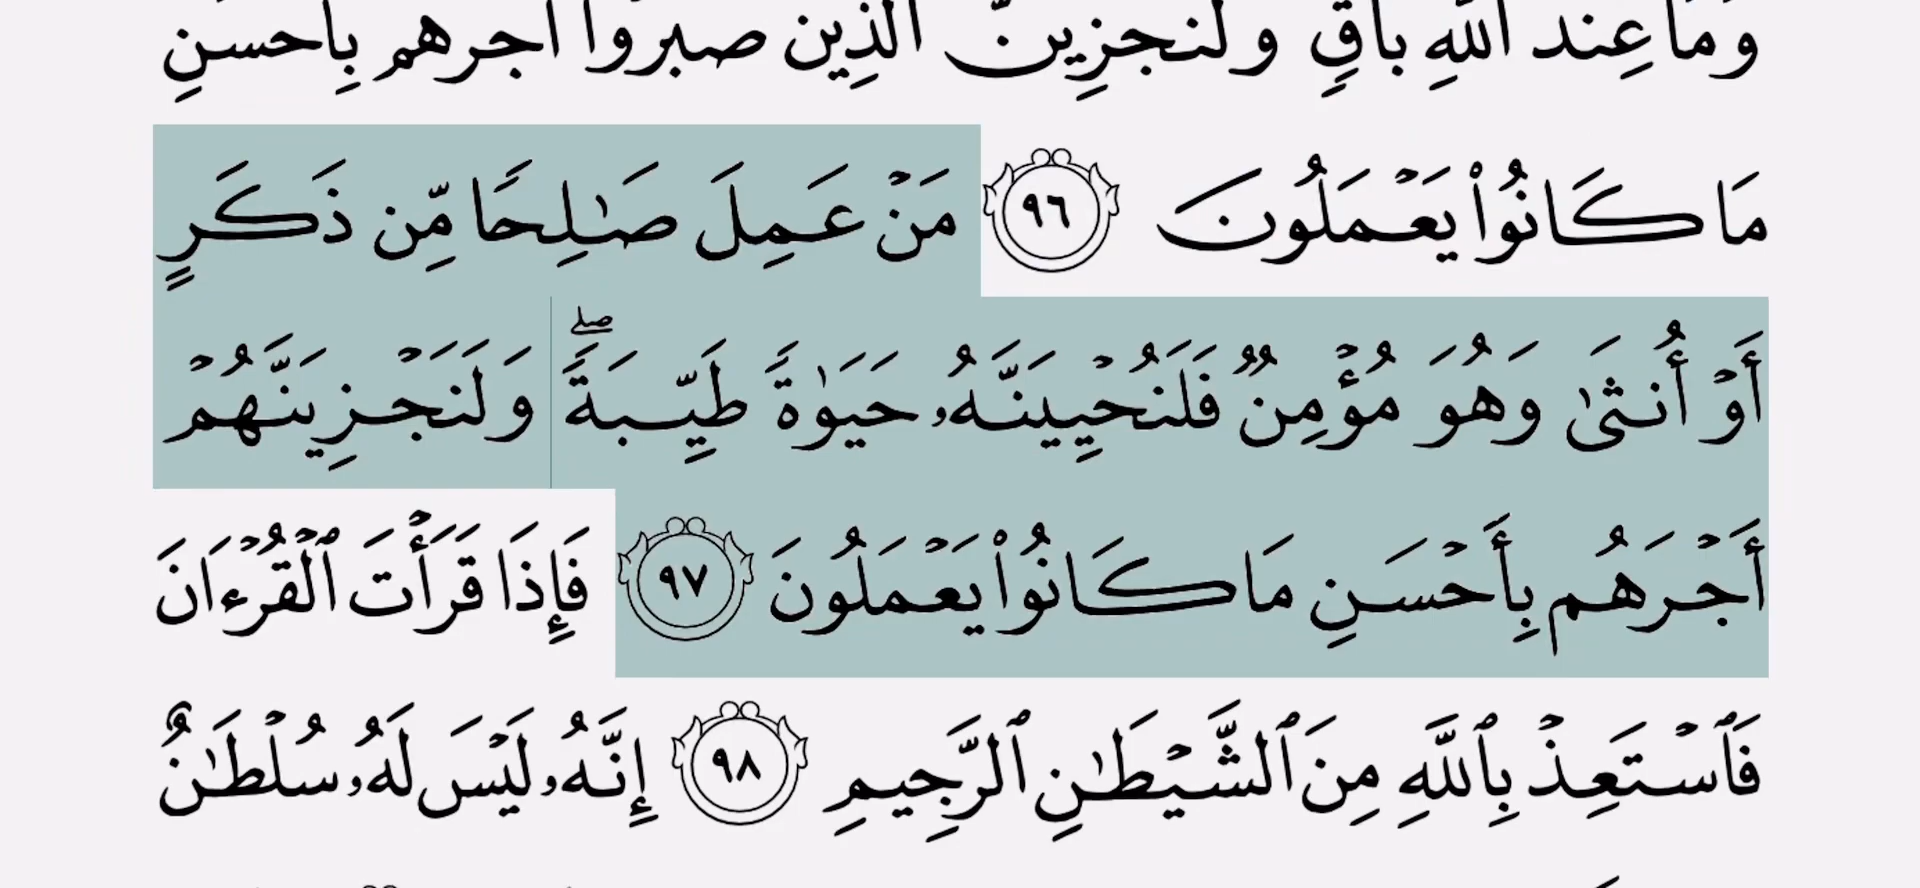 وَمَا عِندَ ٱللَّهِ بَاقٍ وَلَنَجۡزِيَنَّ ٱلَّذِينَ صَبَرُوٓاْ أَجۡرَهُم بِأَحۡسَنِ
مَا كَانُواْ يَعۡمَلُونَ ٩٦ مَنۡ عَمِلَ صَٰلِحٗا مِّن ذَكَرٍ
أَوۡ أُنثَىٰ وَهُوَ مُؤۡمِنٞ فَلَنُحۡيِيَنَّهُۥ حَيَوٰةٗ طَيِّبَةٗۖ وَلَنَجۡزِيَنَّهُمۡ
أَجۡرَهُم بِأَحۡسَنِ مَا كَانُواْ يَعۡمَلُونَ ٩٧ فَإِذَا قَرَأۡتَ ٱلۡقُرۡءَانَ
فَٱسۡتَعِذۡ بِٱللَّهِ مِنَ ٱلشَّيۡطَٰنِ ٱلرَّجِيمِ ٩٨ إِنَّهُۥ لَيۡسَ لَهُۥ سُلۡطَٰنٌ